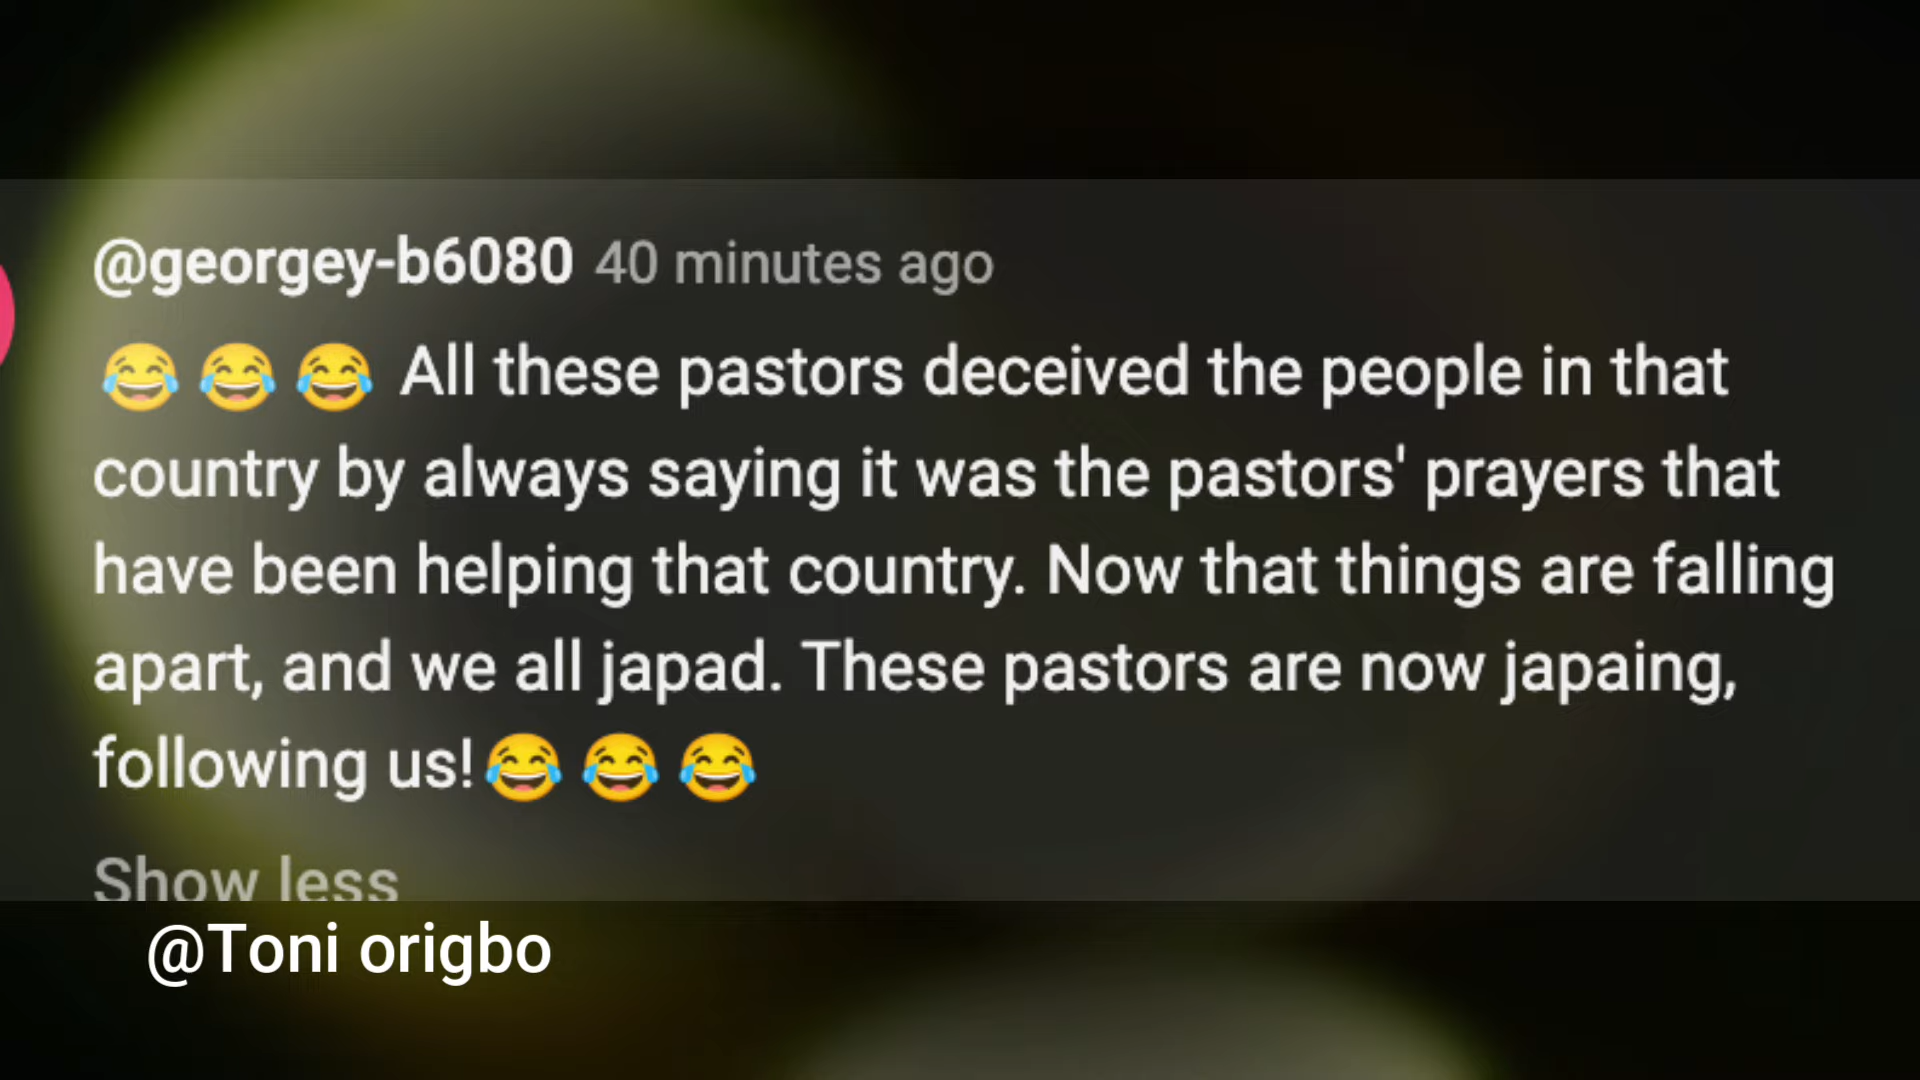 @georgey-b6080 40 minutes ago
😂😂😂 All these pastors deceived the people in that
country by always saying it was the pastors' prayers that
have been helping that country. Now that things are falling
apart, and we all japad. These pastors are now japaing,
following us!😂😂😂
Show less
@Toni origbo